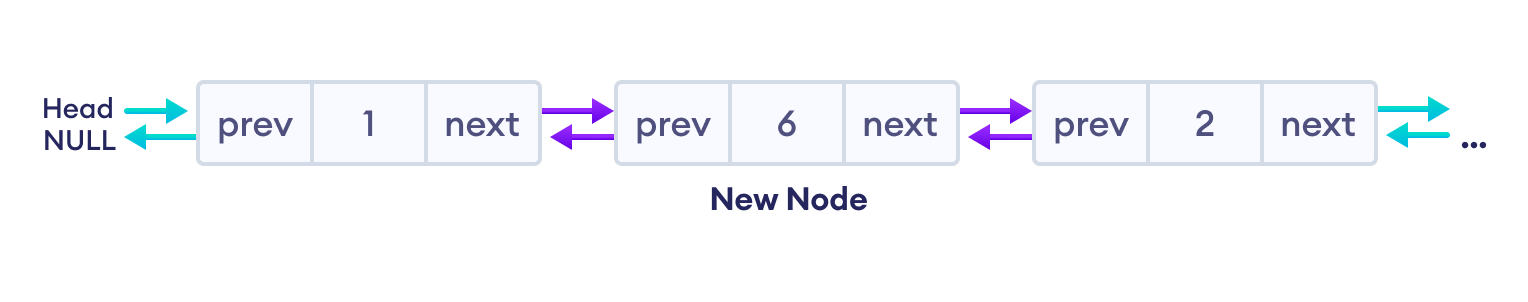 Head
NULL
prev 1 next
prev 6 next
prev 2 next
...
New Node